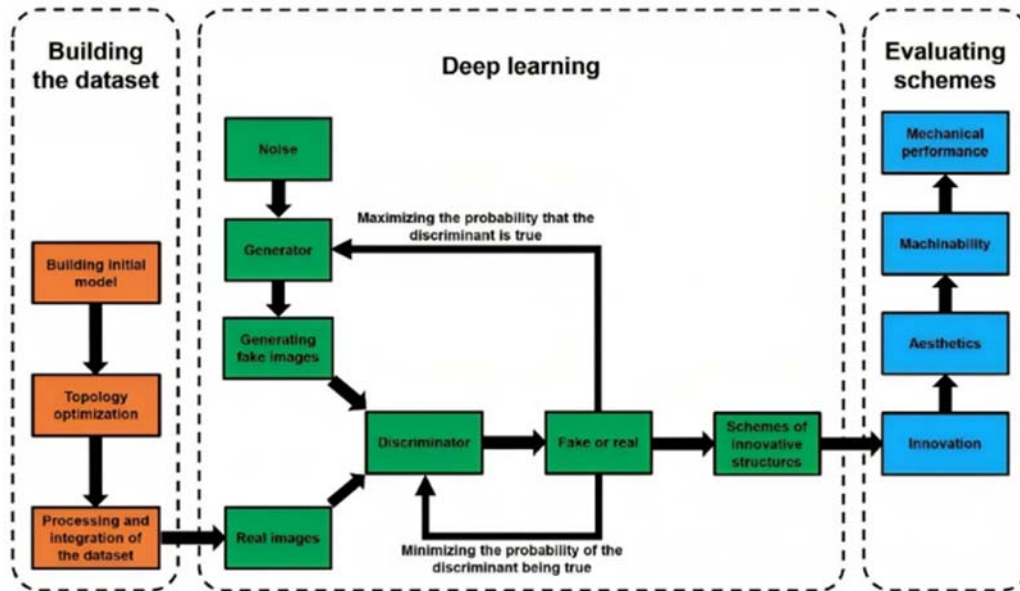 Building
the dataset
Building initial
model
Topology
optimization
Processing and
integration of
the dataset
Deep learning
Noise
Generator
Generating
fake images
Real images
Discriminator
Maximizing the probability that the
discriminant is true
Fake or real
Minimizing the probability of the
discriminant being true
Schemes of
innovative
structures
Evaluating
schemes
Mechanical
performance
Machinability
Aesthetics
Innovation